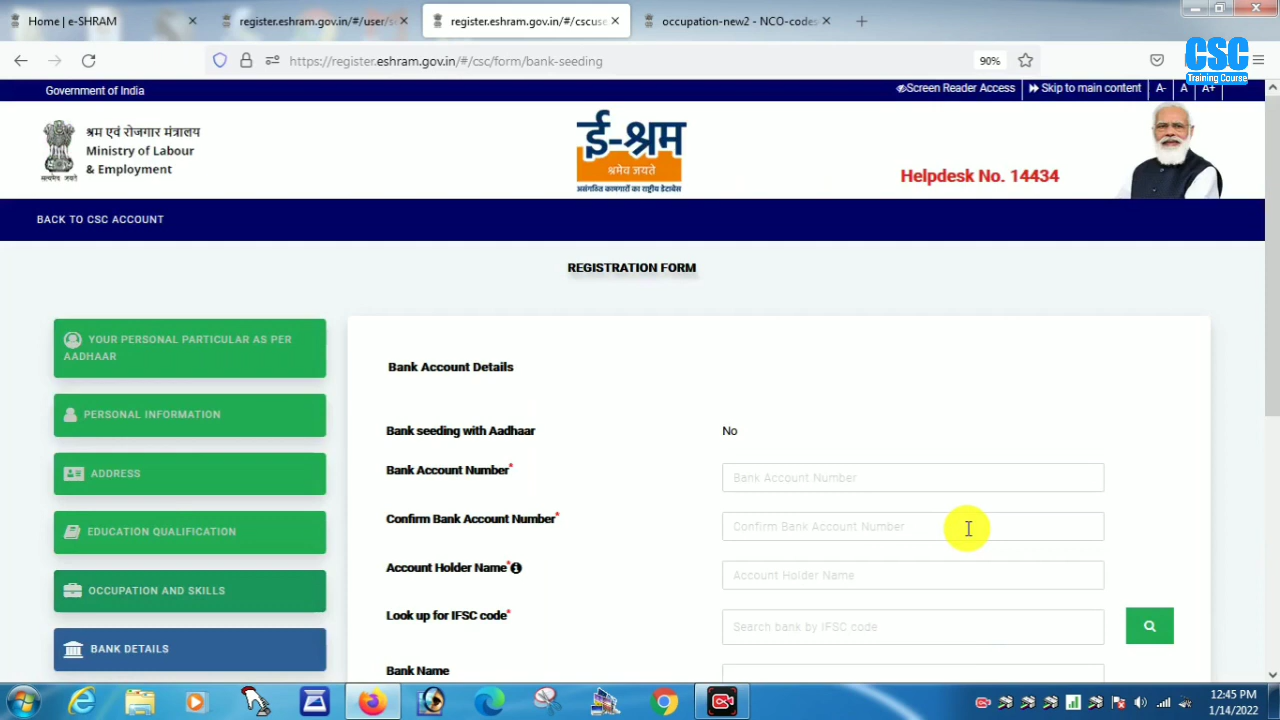 Home | e-SHRAM
register.eshram.gov.in/#/user/
register.eshram.gov.in/#/cscuse
occupation-new2 - NCO-codes
https://register.eshram.gov.in/#/csc/form/bank-seeding
90%
CSC
Training Course
Government of India
Screen Reader Access
Skip to main content
A-
A
A+
श्रम एवं रोजगार मंत्रालय
Ministry of Labour
& Employment
सत्यमेव जयते
ई-श्रम
श्रमेव जयते
असंगठित कामगारों का राष्ट्रीय डेटाबेस
Helpdesk No. 14434
BACK TO CSC ACCOUNT
REGISTRATION FORM
YOUR PERSONAL PARTICULAR AS PER
AADHAAR
PERSONAL INFORMATION
ADDRESS
EDUCATION QUALIFICATION
OCCUPATION AND SKILLS
BANK DETAILS
Bank Account Details
Bank seeding with Aadhaar
No
Bank Account Number*
Bank Account Number
Confirm Bank Account Number*
Confirm Bank Account Number
Account Holder Name*
Account Holder Name
Look up for IFSC code*
Search bank by IFSC code
Bank Name
12:45 PM
1/14/2022